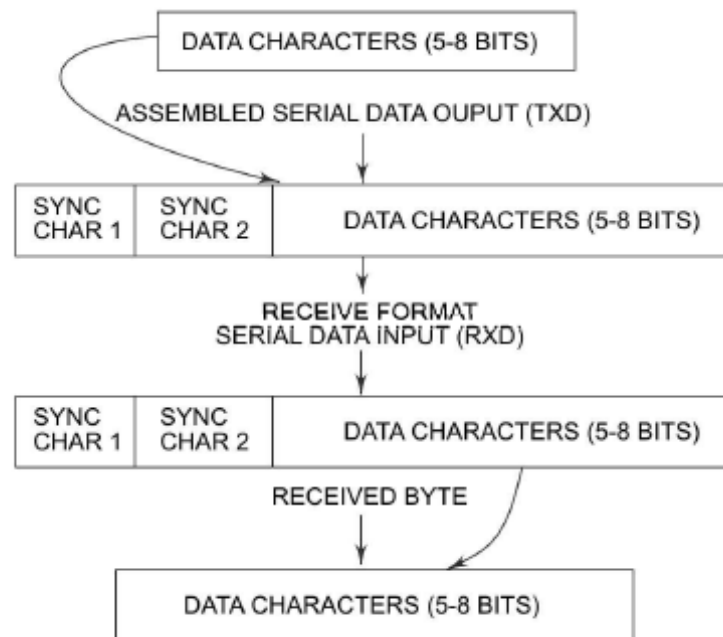 DATA CHARACTERS (5-8 BITS)
ASSEMBLED SERIAL DATA OUPUT (TXD)
SYNC CHAR 1
SYNC CHAR 2
DATA CHARACTERS (5-8 BITS)
RECEIVE FORMAT
SERIAL DATA INPUT (RXD)
SYNC CHAR 1
SYNC CHAR 2
DATA CHARACTERS (5-8 BITS)
RECEIVED BYTE
DATA CHARACTERS (5-8 BITS)